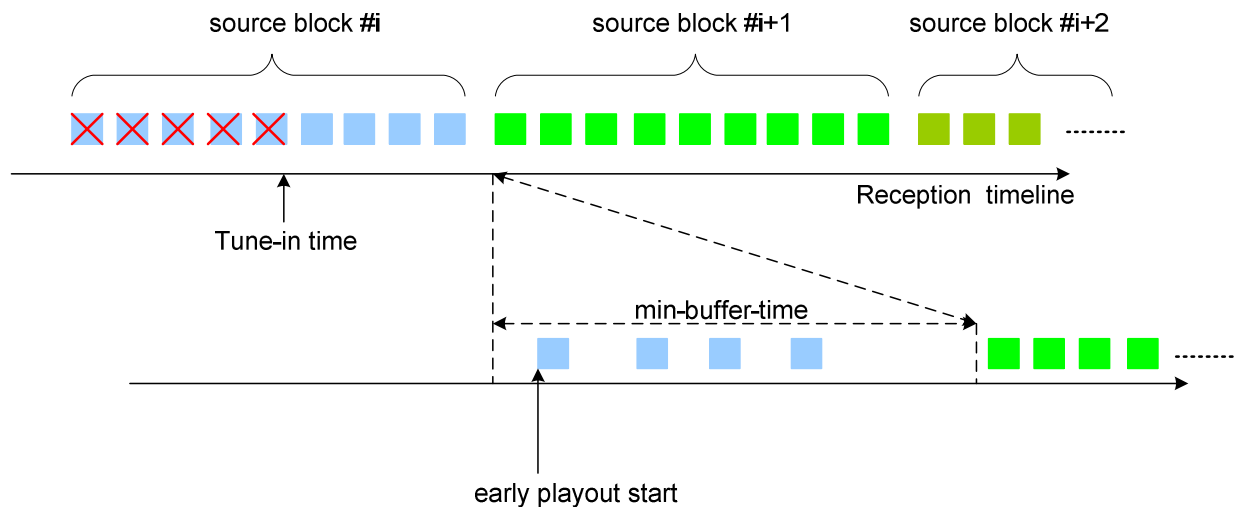 source block #i
source block #i+1
source block #i+2
Reception timeline
Tune-in time
min-buffer-time
early playout start